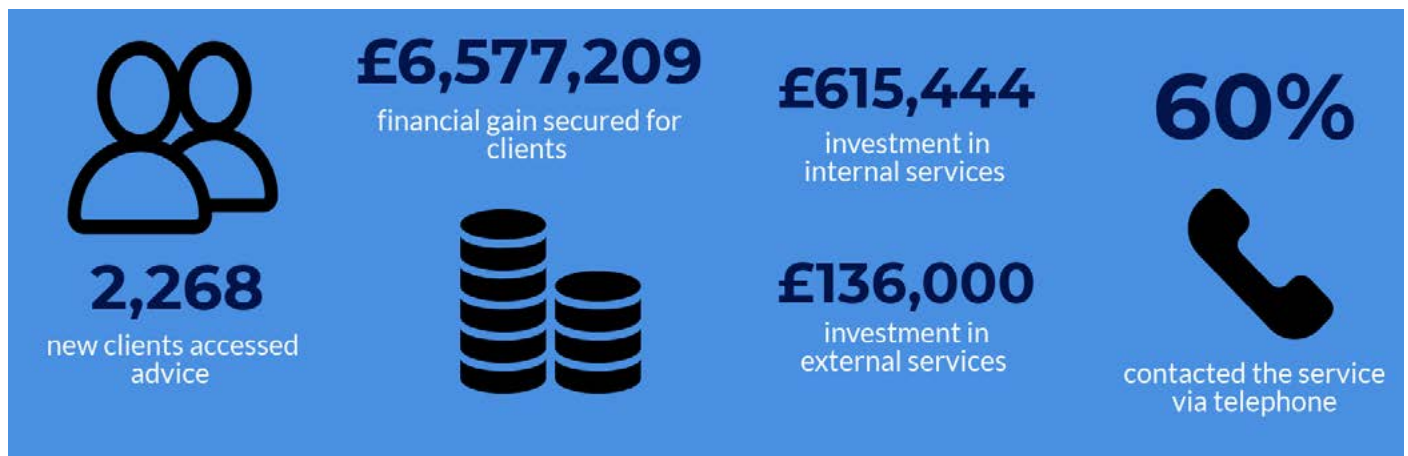 2,268
new clients accessed
advice
£6,577,209
financial gain secured for
clients
£615,444
investment in
internal services
£136,000
investment in
external services
60%
contacted the service
via telephone